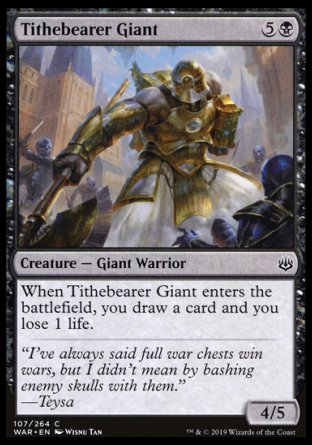 Tithebearer Giant 5
Creature — Giant Warrior
When Tithebearer Giant enters the
battlefield, you draw a card and you
lose 1 life.
"I've always said full war chests win
wars, but I didn't mean by bashing
enemy skulls with them."
—Teysa
4/5
107/264 C
WAR • EN Wisnu Tan
™ & © 2019 Wizards of the Coast